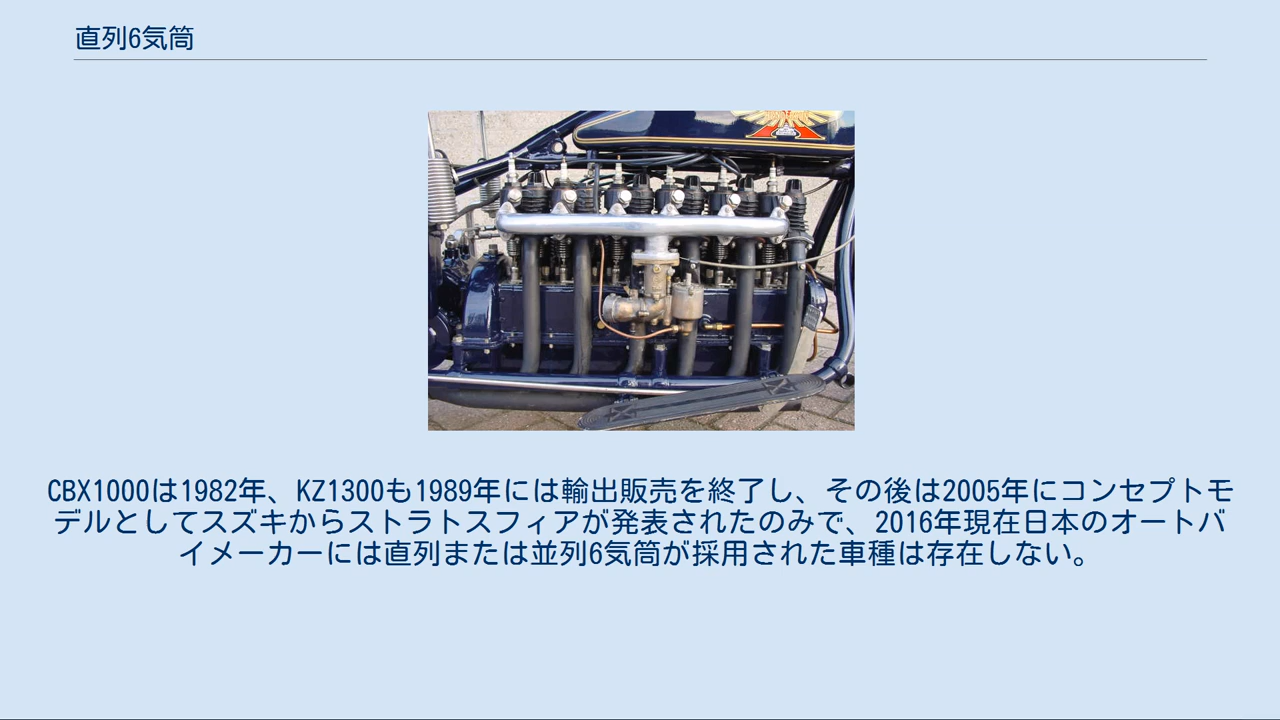 直列6気筒
CBX1000は1982年、KZ1300も1989年には輸出販売を終了し、その後は2005年にコンセプトモ
デルとしてスズキからストラトスフィアが発表されたのみで、2016年現在日本のオートバ
イメーカーには直列または並列6気筒が採用された車種は存在しない。